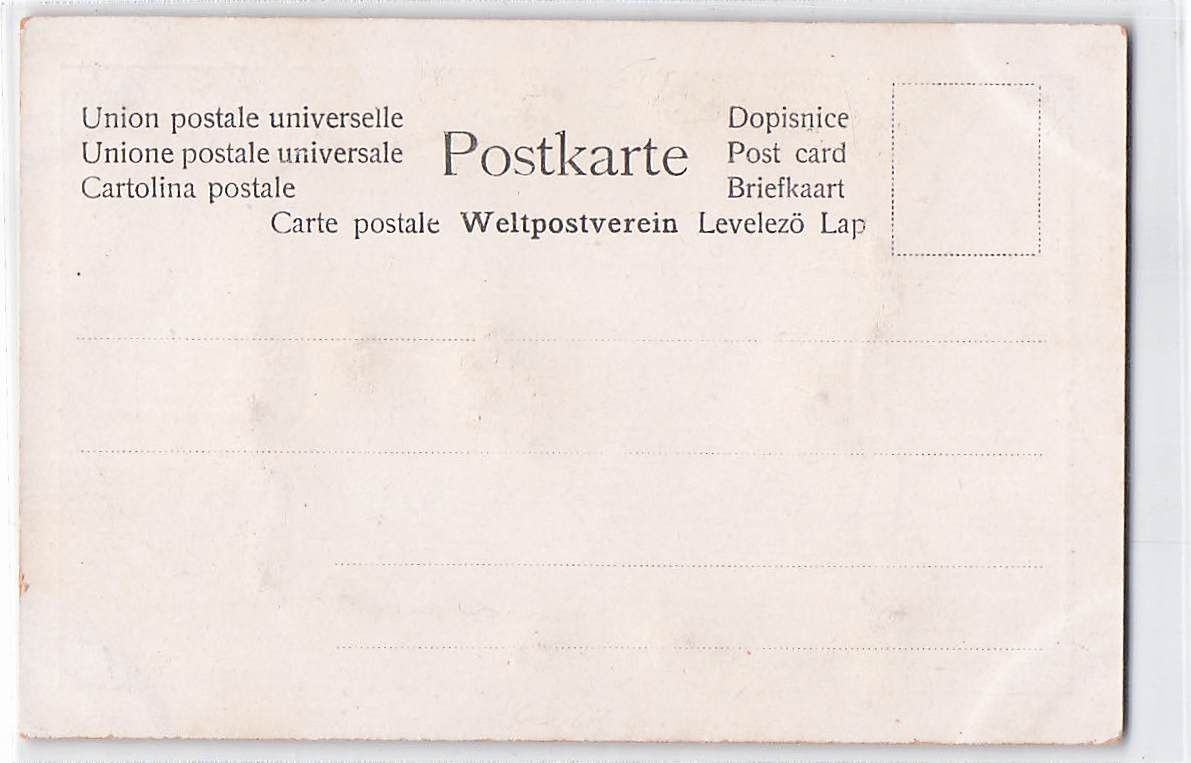 Union postale universelle
Unione postale universale
Cartolina postale
Postkarte
Dopisnice
Post card
Briefkaart
Carte postale Weltpostverein Levelezö Lap